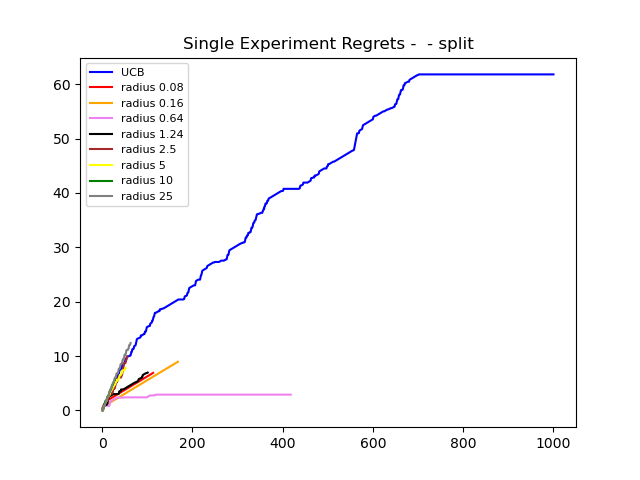 Single Experiment Regrets -  - split
UCB
radius 0.08
radius 0.16
radius 0.64
radius 1.24
radius 2.5
radius 5
radius 10
radius 25
60
50
40
30
20
10
0
0 200 400 600 800 1000